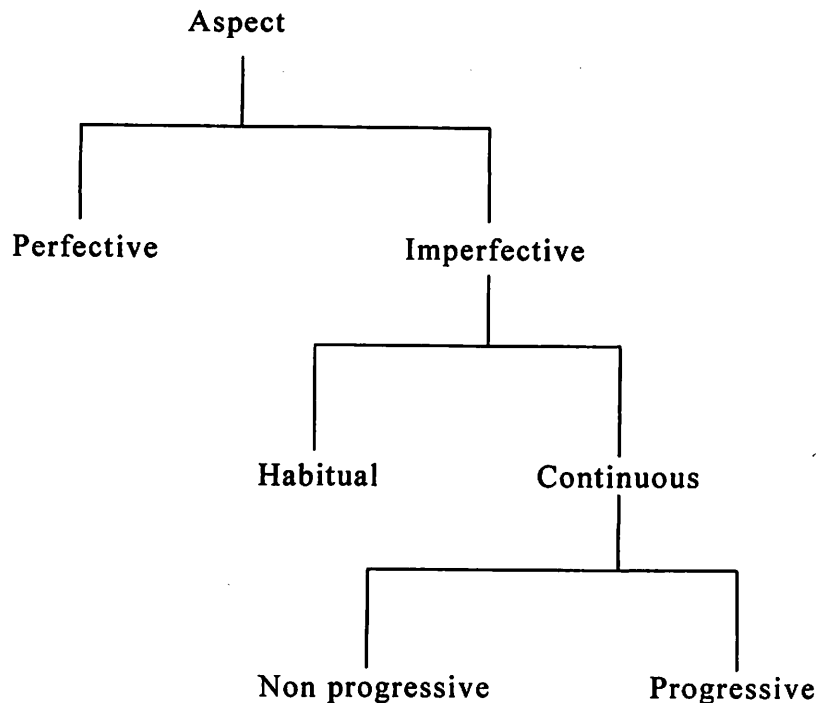 Aspect
Perfective Imperfective
Habitual Continuous
Non progressive Progressive